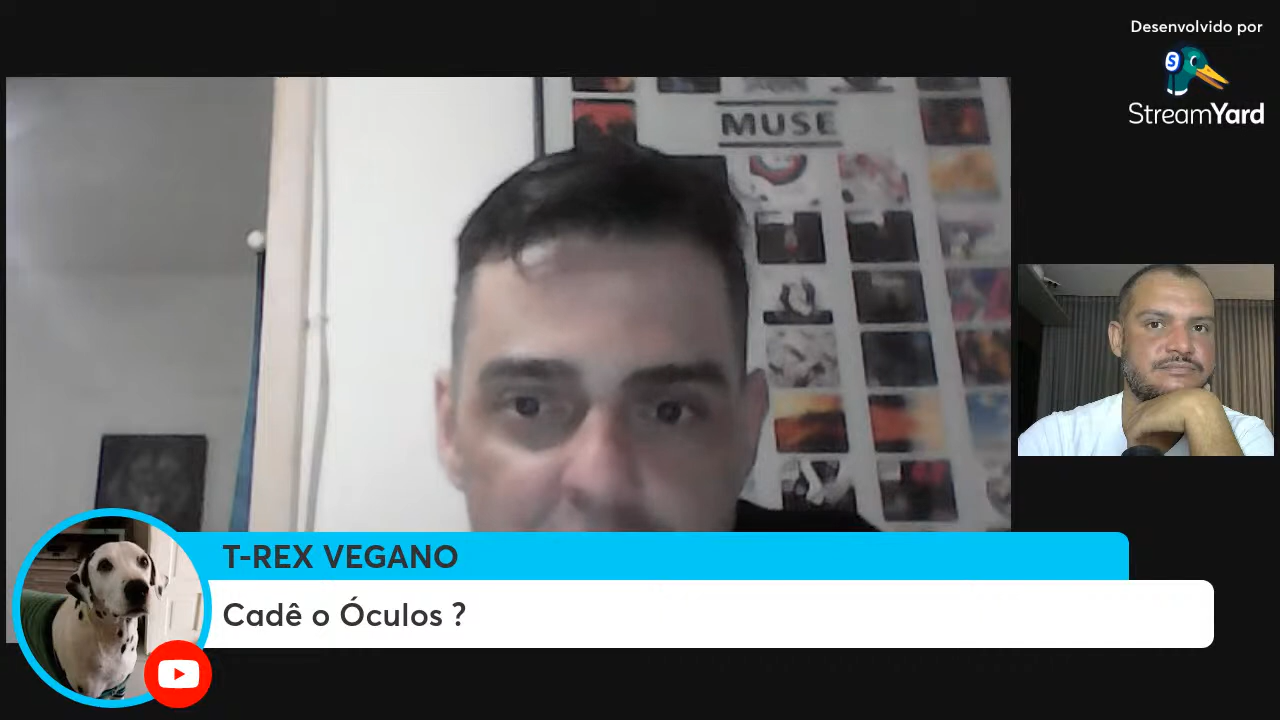 Desenvolvido por
StreamYard
MUSE
T-REX VEGANO
Cadê o Óculos ?